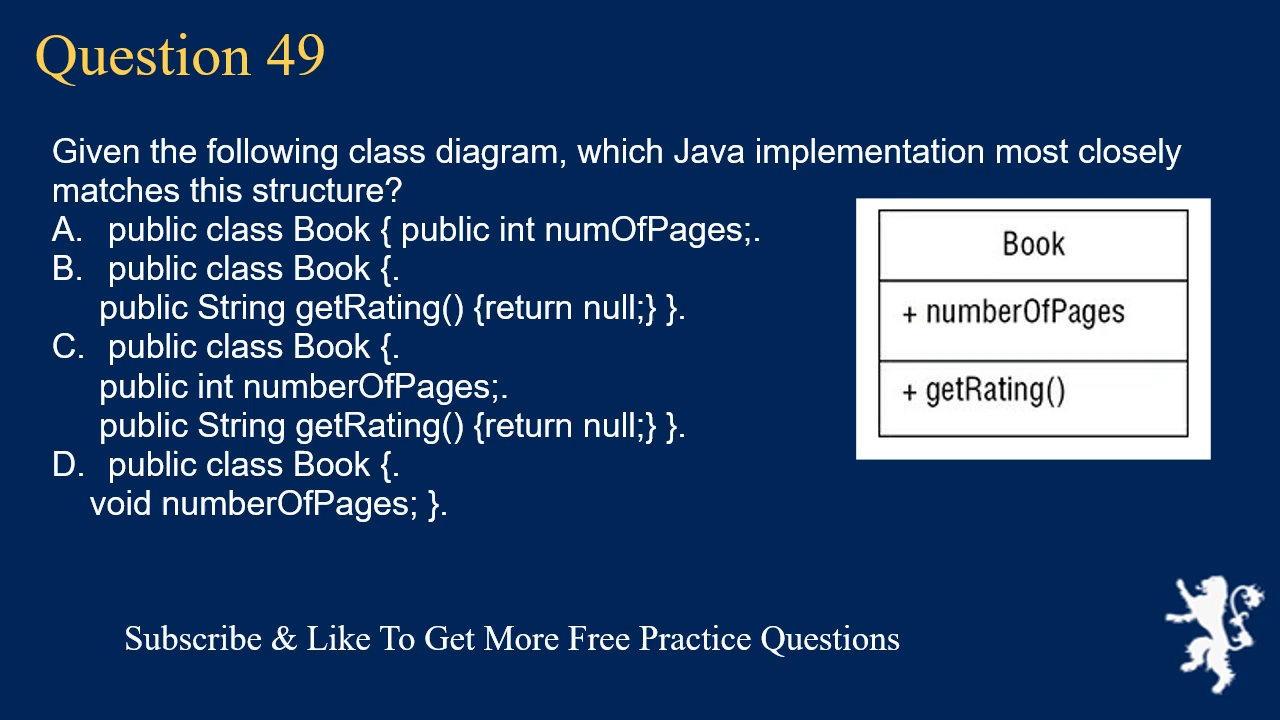 Question 49
Given the following class diagram, which Java implementation most closely
matches this structure?
A. public class Book { public int numOfPages;.
B. public class Book {.
public String getRating() {return null;} }.
C. public class Book {.
public int numberOfPages;.
public String getRating() {return null;} }.
D. public class Book {.
void numberOfPages; }.
Book
+ numberOfPages
+ getRating()
Subscribe & Like To Get More Free Practice Questions